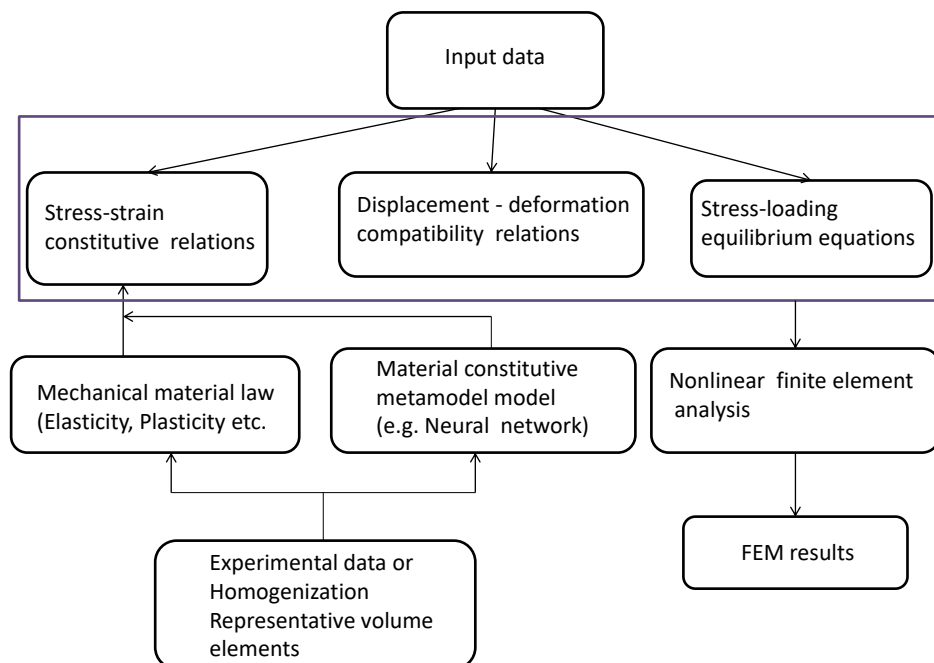 Input data
Stress-strain
constitutive relations
Displacement - deformation
compatibility relations
Stress-loading
equilibrium equations
Mechanical material law
(Elasticity, Plasticity etc.
Material constitutive
metamodel model
(e.g. Neural network)
Nonlinear finite element
analysis
Experimental data or
Homogenization
Representative volume
elements
FEM results